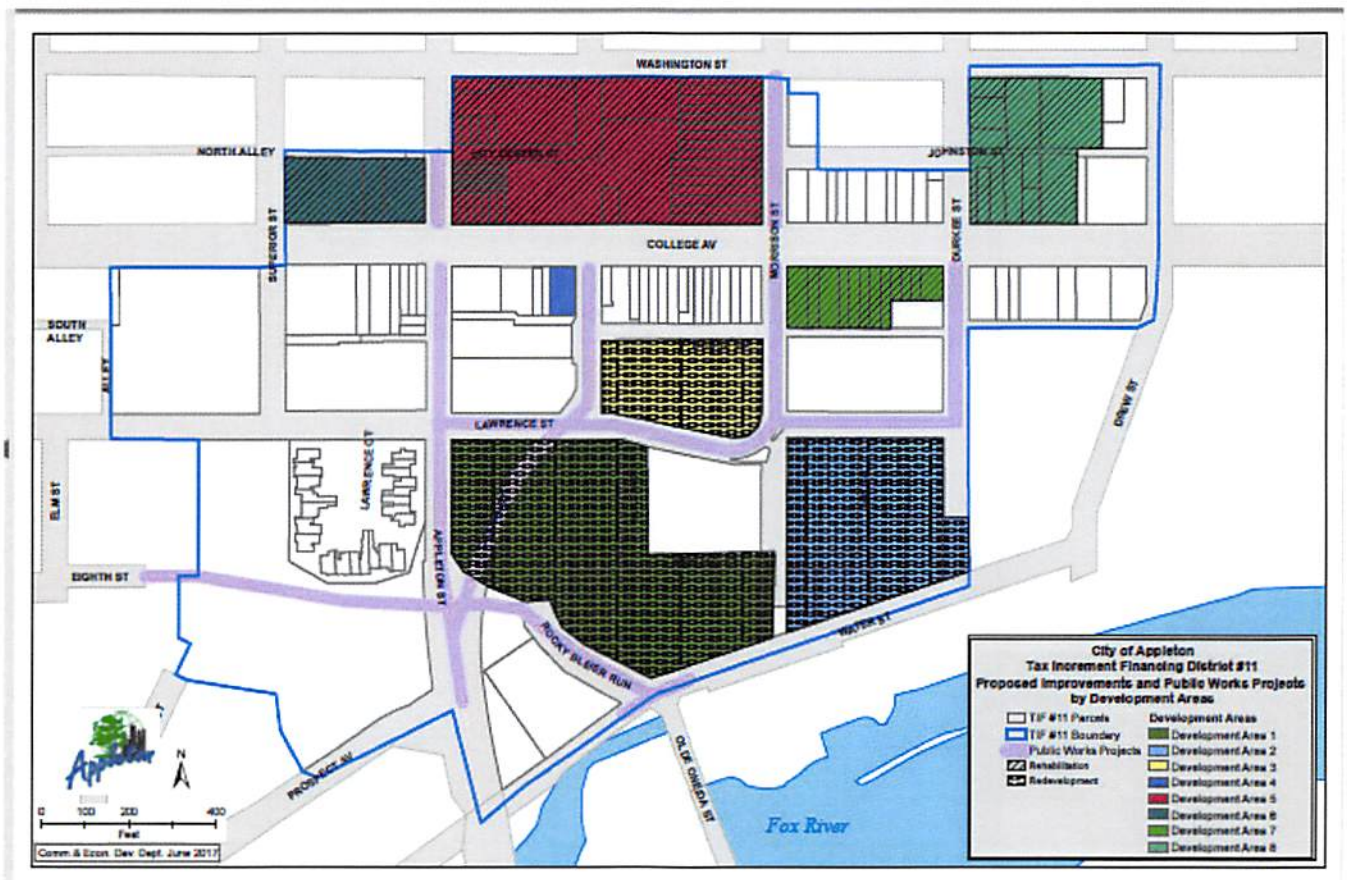 WASHINGTON ST
NORTH ALLEY
CITY CENTER ST
JOHNSTON ST
SUPERIOR ST
COLLEGE AV
MORRISON ST
DURKEE ST
SOUTH
ALLEY
ALLEY
DREW ST
LAWRENCE ST
LAWRENCE CT
ELM ST
APPLETON ST
EIGHTH ST
ROCKY BLEIER RUN
WATER ST
PROSPECT AV
OLDE ONEIDA ST
Fox River
Appleton
N
0 100 200 400
Feet
Comm & Econ. Dev. Dept. June 2017
City of Appleton
Tax Increment Financing District #11
Proposed Improvements and Public Works Projects
by Development Areas
TIF #11 Parcels
TIF #11 Boundary
Public Works Projects
Rehabilitation
Redevelopment
Development Areas
Development Area 1
Development Area 2
Development Area 3
Development Area 4
Development Area 5
Development Area 6
Development Area 7
Development Area 8